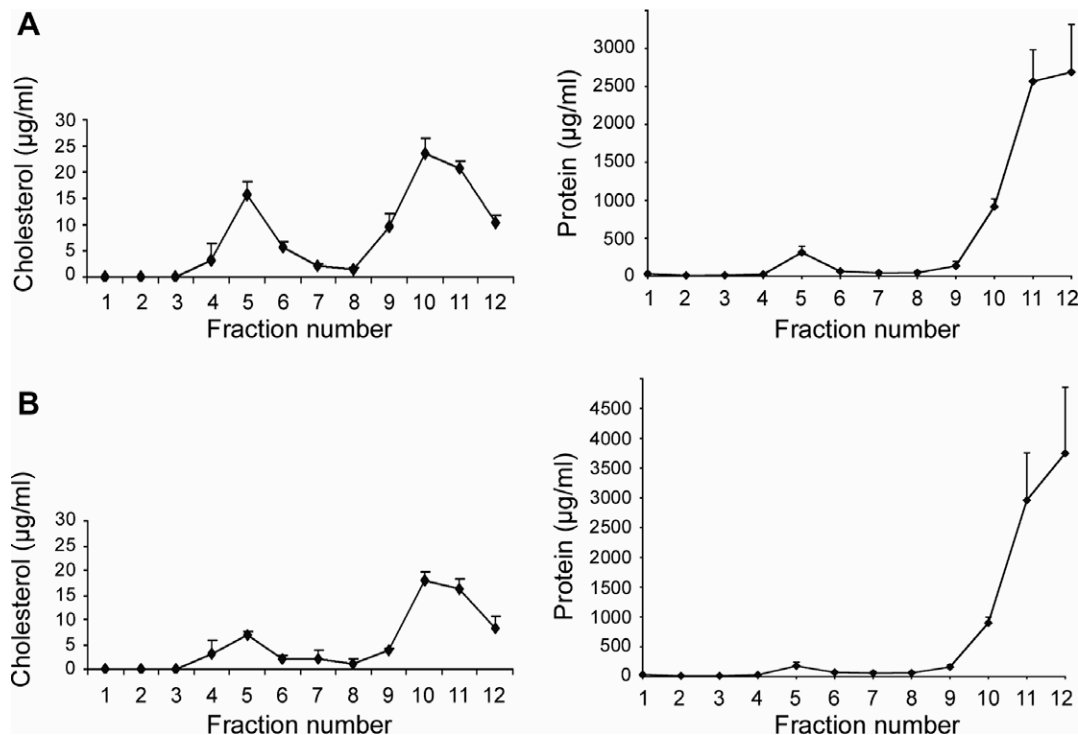 A
Cholesterol (µg/ml)
30
25
20
15
10
5
0
1 2 3 4 5 6 7 8 9 10 11 12
Fraction number
Protein (µg/ml)
3000
2500
2000
1500
1000
500
0
1 2 3 4 5 6 7 8 9 10 11 12
Fraction number
B
Cholesterol (µg/ml)
30
25
20
15
10
5
0
1 2 3 4 5 6 7 8 9 10 11 12
Fraction number
Protein (µg/ml)
4500
4000
3500
3000
2500
2000
1500
1000
500
0
1 2 3 4 5 6 7 8 9 10 11 12
Fraction number